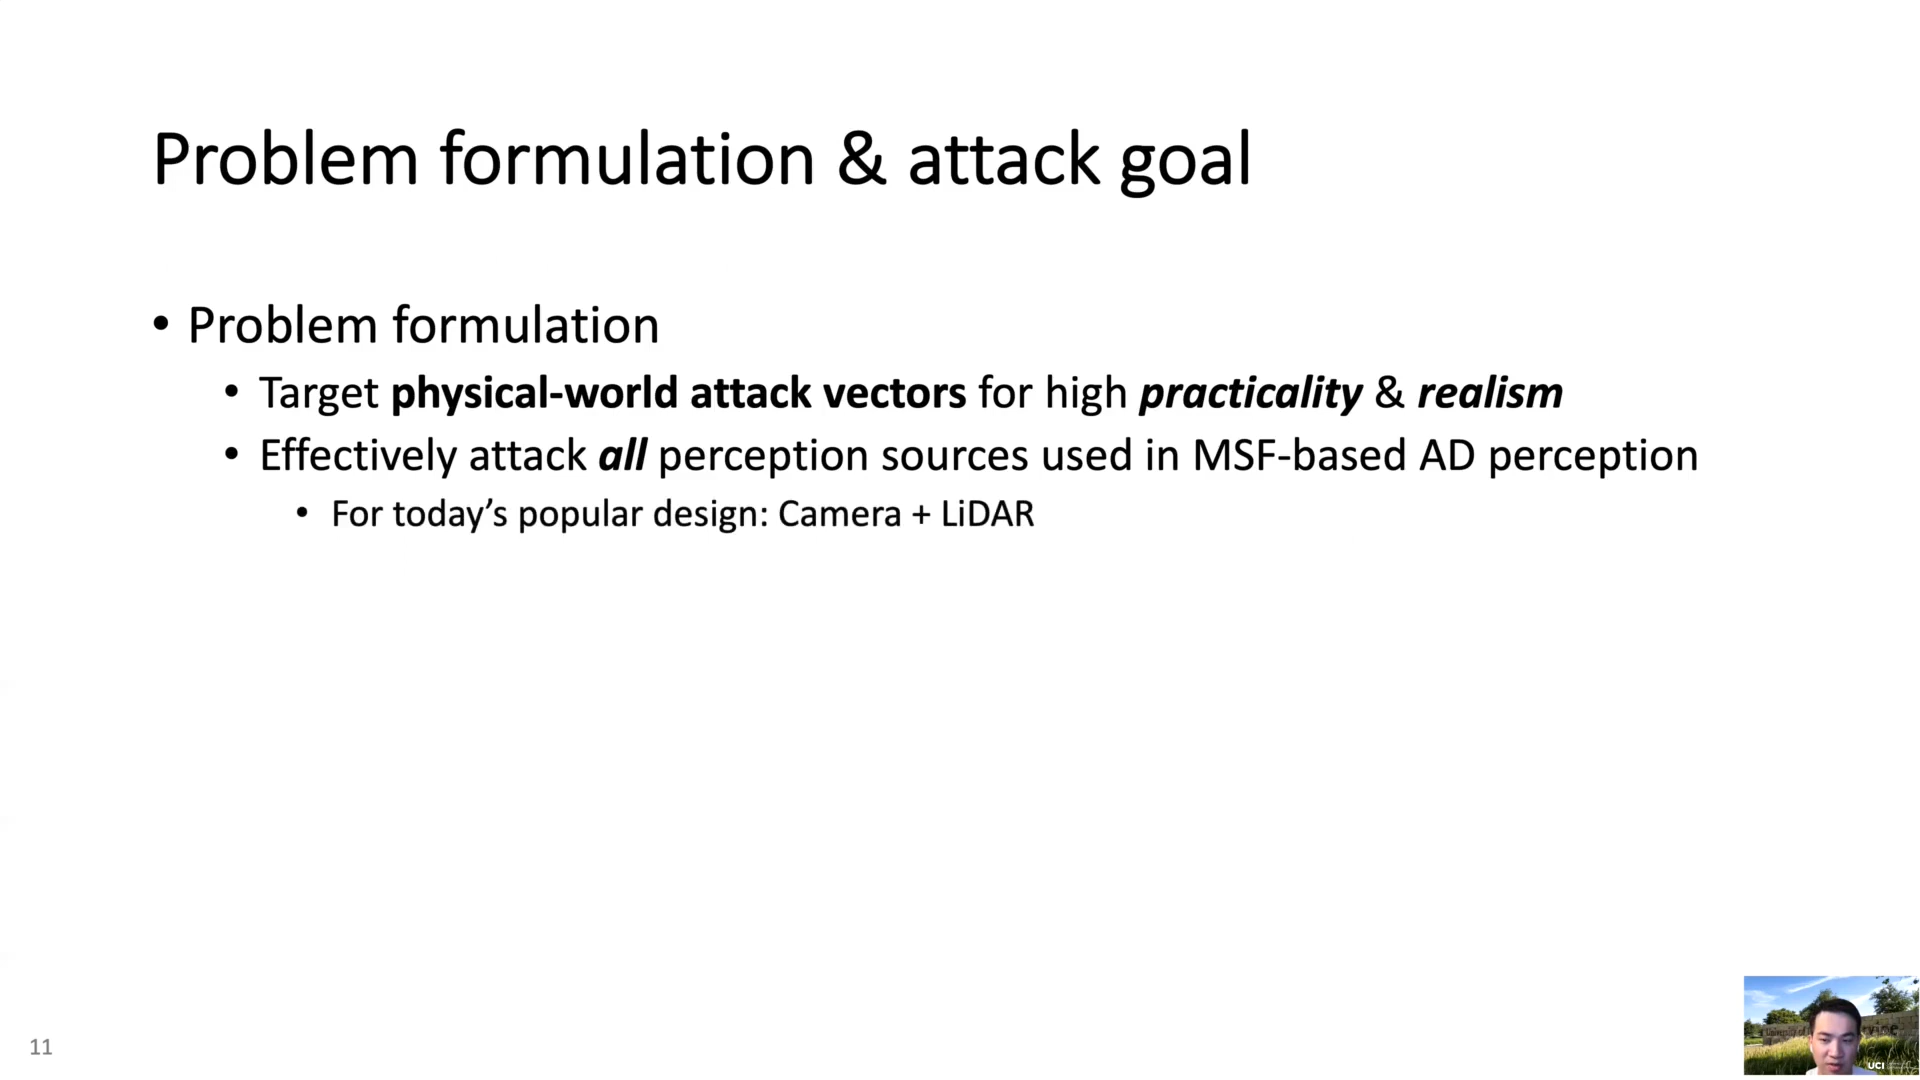 Problem formulation & attack goal
• Problem formulation
• Target physical-world attack vectors for high practicality & realism
• Effectively attack all perception sources used in MSF-based AD perception
• For today’s popular design: Camera + LiDAR
11
UCI